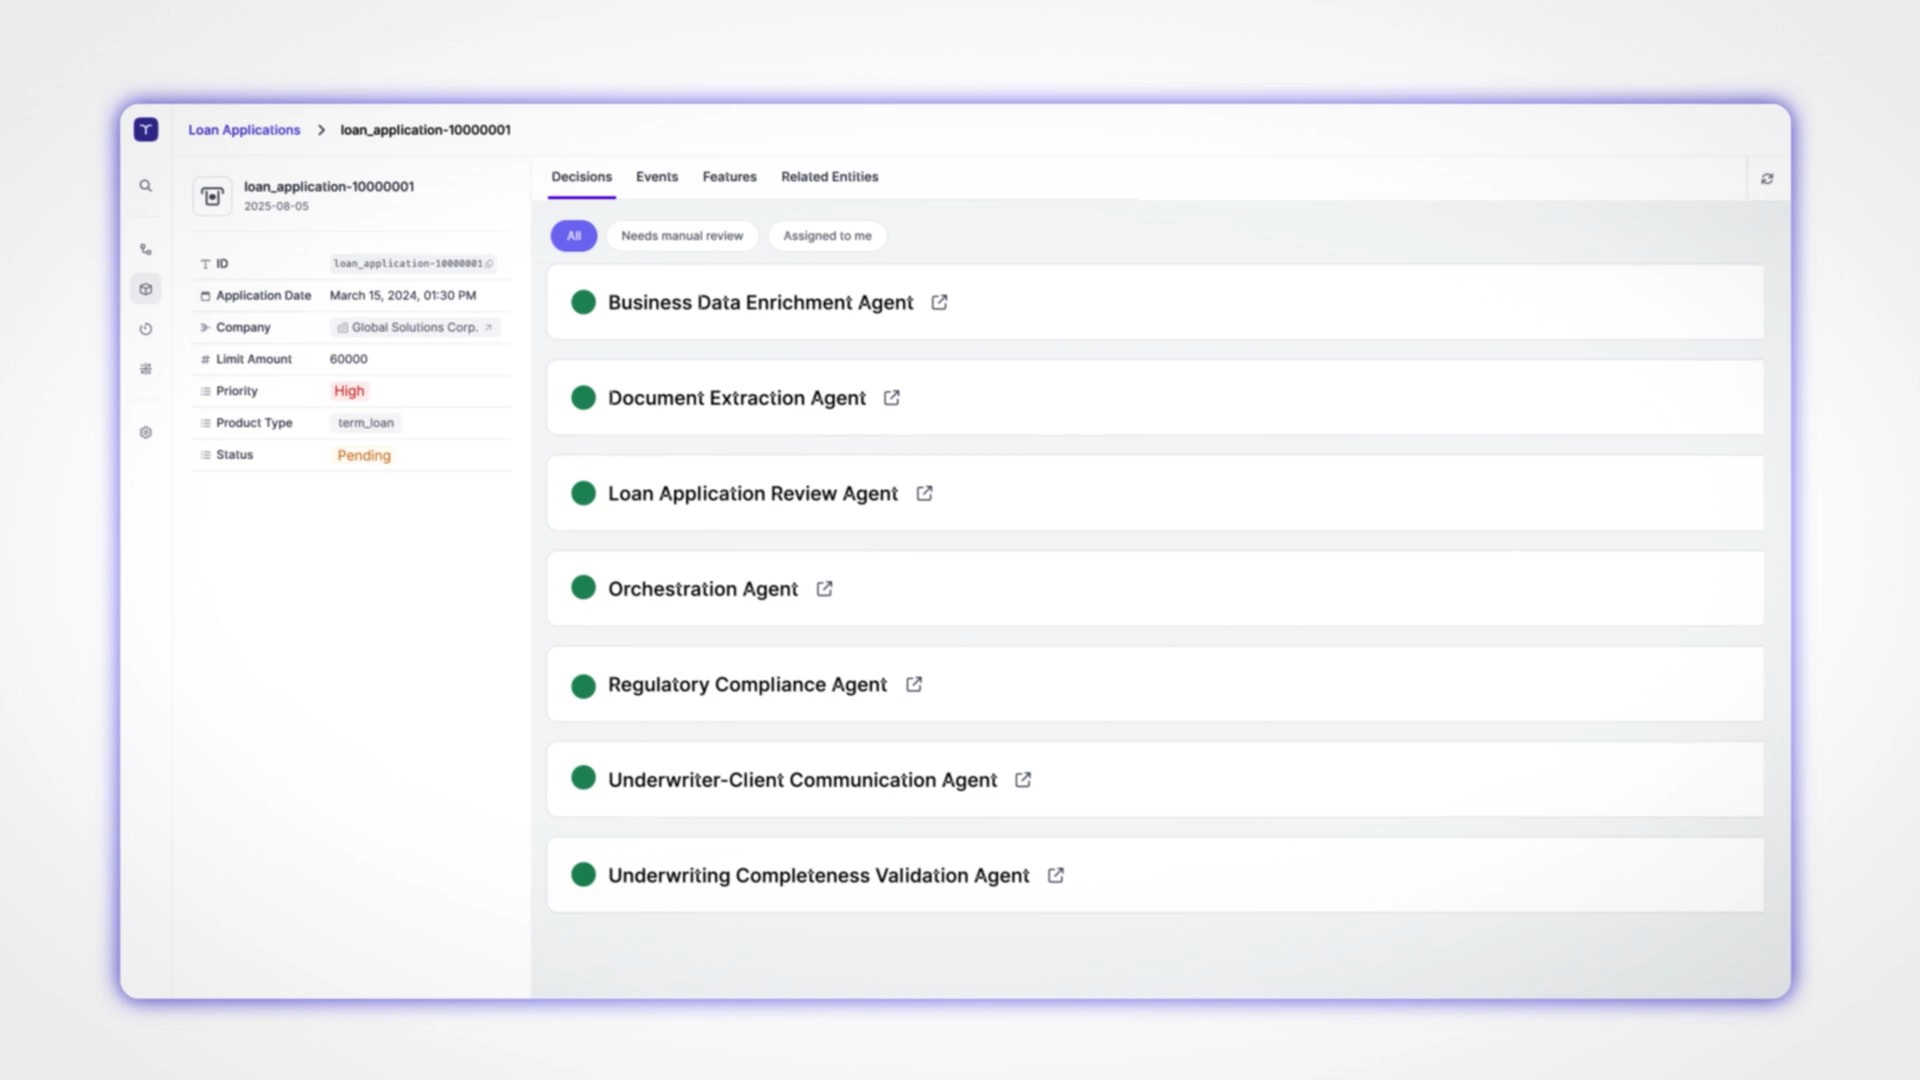 Loan Applications > loan_application-10000001
loan_application-10000001
2025-08-05
ID loan_application-10000001
Application Date March 15, 2024, 01:30 PM
Company Global Solutions Corp.
# Limit Amount 60000
Priority High
Product Type term_loan
Status Pending
Decisions Events Features Related Entities
All Needs manual review Assigned to me
Business Data Enrichment Agent
Document Extraction Agent
Loan Application Review Agent
Orchestration Agent
Regulatory Compliance Agent
Underwriter-Client Communication Agent
Underwriting Completeness Validation Agent